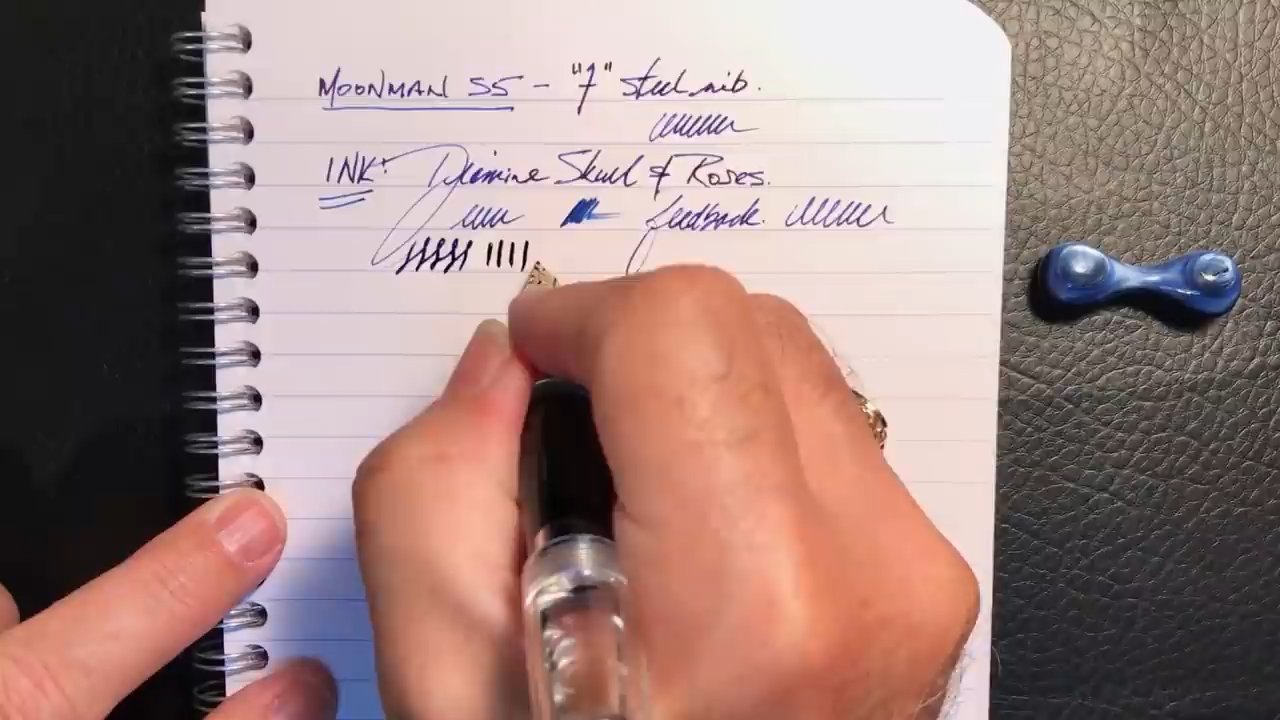 MOONMAN S5 - "f" Steel nib.
INK: Diamine Skull & Roses.
feedback.